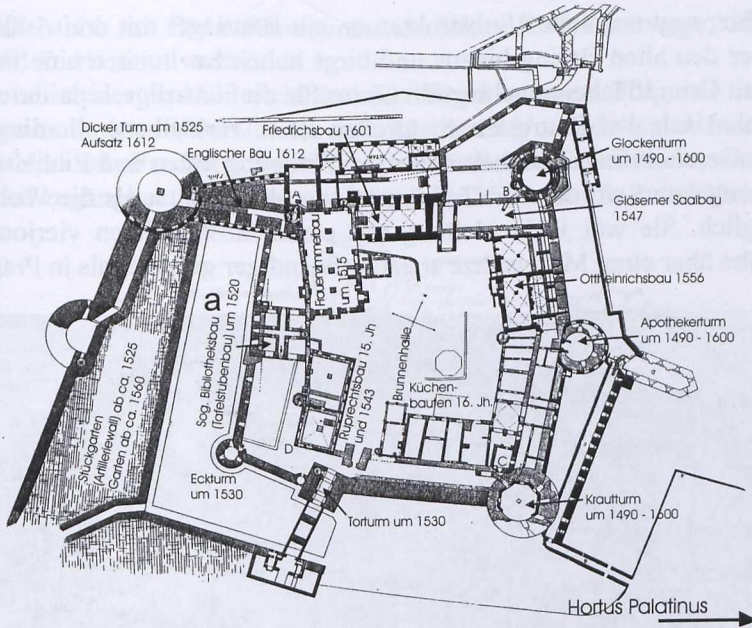 Dicker Turm um 1525
Aufsatz 1612
Englischer Bau 1612
Friedrichsbau 1601
Glockenturm
um 1490 - 1600
Gläserner Saalbau
1547
A
B
Frauenzimmerbau
um 1515
Ottheinrichsbau 1556
a
Sog. Bibliotheksbau
(Tafelstubenbau) um 1520
Apothekerturm
um 1490 - 1600
Stückgarten
(Artilleriewall) ab ca. 1525
Garten ab ca. 1560
Ruprechtsbau 15. Jh.
und 1543
Brunnenhalle
Küchen-
bauten 16. Jh.
D
C
Eckturm
um 1530
Torturm um 1530
Krautturm
um 1490 - 1600
Hortus Palatinus